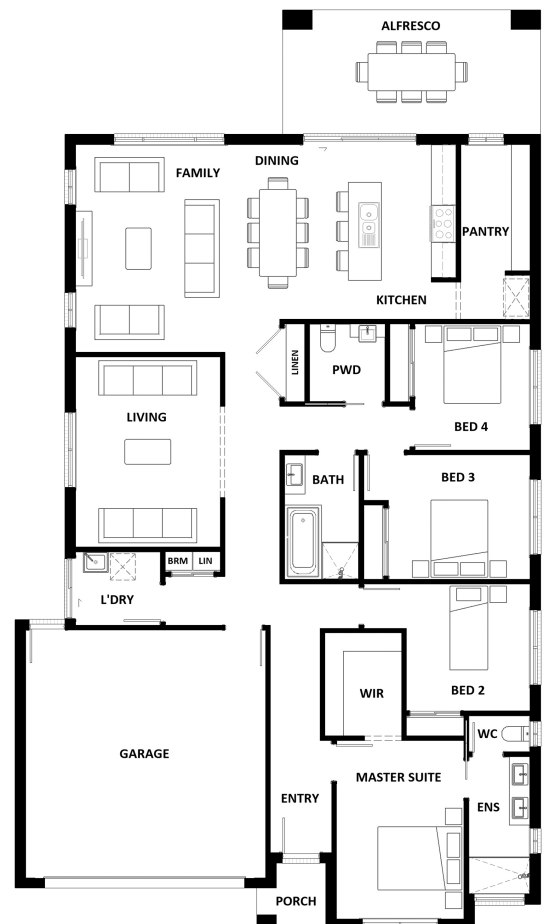 ALFRESCO
DINING
FAMILY
PANTRY
KITCHEN
LINEN
PWD
LIVING
BED 4
BATH
BED 3
BRM
LIN
L'DRY
WIR
BED 2
WC
GARAGE
MASTER SUITE
ENTRY
ENS
PORCH